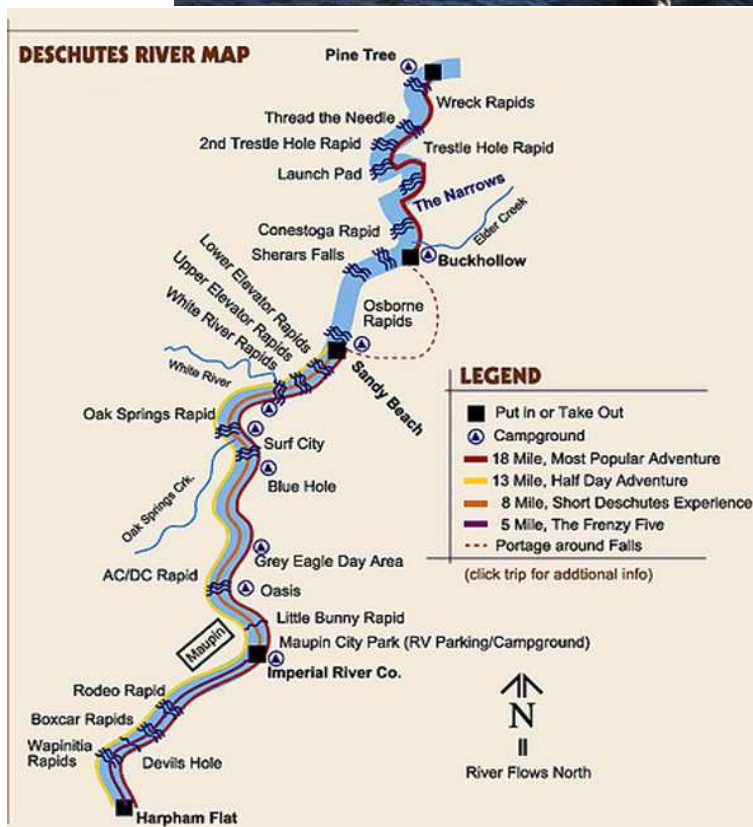 DESCHUTES RIVER MAP
Pine Tree
Wreck Rapids
Thread the Needle
2nd Trestle Hole Rapid
Trestle Hole Rapid
Launch Pad
The Narrows
Conestoga Rapid
Elder Creek
Sherars Falls
Buckhollow
Lower Elevator Rapids
Upper Elevator Rapids
White River Rapids
Osborne
Rapids
White River
Sandy Beach
Oak Springs Rapid
Surf City
Blue Hole
Oak Springs Crk.
Grey Eagle Day Area
AC/DC Rapid
Oasis
Little Bunny Rapid
Maupin
Maupin City Park (RV Parking/Campground)
Imperial River Co.
Rodeo Rapid
Boxcar Rapids
Wapinitia
Rapids
Devils Hole
Harpham Flat
LEGEND
Put In or Take Out
Campground
18 Mile, Most Popular Adventure
13 Mile, Half Day Adventure
8 Mile, Short Deschutes Experience
5 Mile, The Frenzy Five
Portage around Falls
(click trip for addtional info)
N
River Flows North